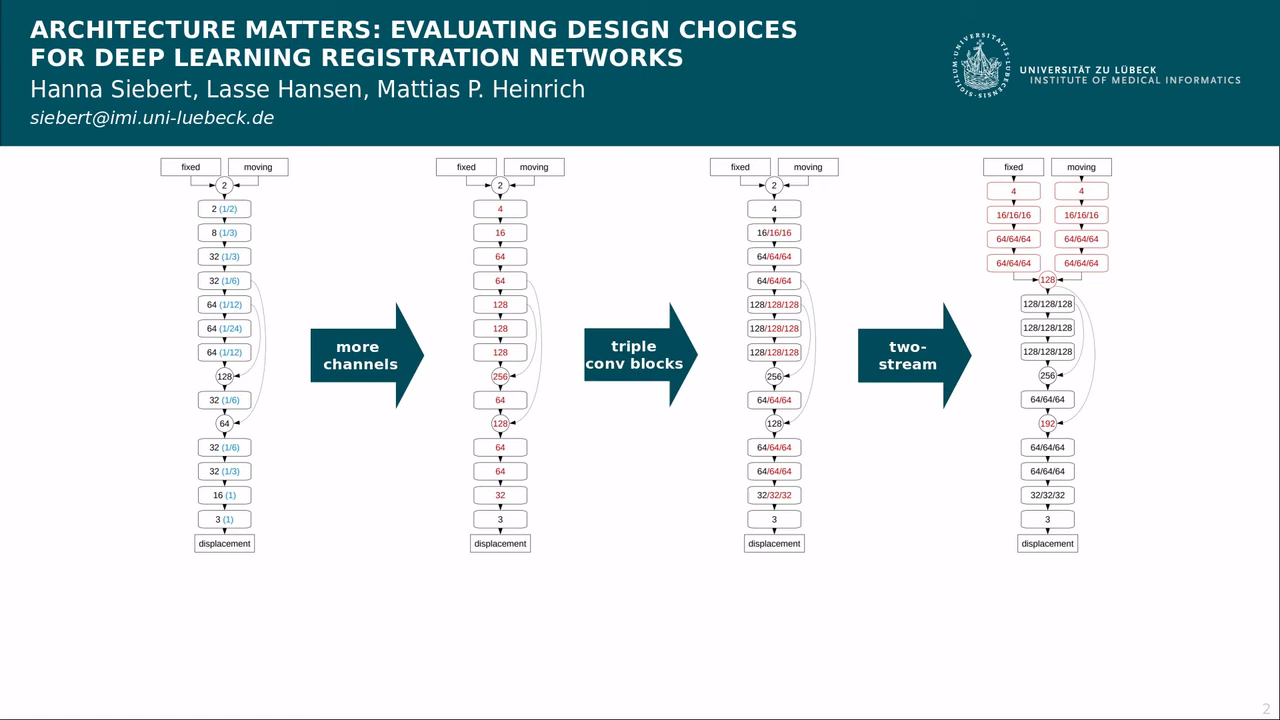 ARCHITECTURE MATTERS: EVALUATING DESIGN CHOICES
FOR DEEP LEARNING REGISTRATION NETWORKS
Hanna Siebert, Lasse Hansen, Mattias P. Heinrich
siebert@imi.uni-luebeck.de
SIGILLUM·UNIVERSITATIS·LUBECENSIS
UNIVERSITÄT ZU LÜBECK
INSTITUTE OF MEDICAL INFORMATICS
fixed moving
2
2 (1/2)
8 (1/3)
32 (1/3)
32 (1/6)
64 (1/12)
64 (1/24)
64 (1/12)
128
32 (1/6)
64
32 (1/6)
32 (1/3)
16 (1)
3 (1)
displacement
more
channels
fixed moving
2
4
16
64
64
128
128
128
256
64
128
64
64
32
3
displacement
triple
conv blocks
fixed moving
2
4
16/16/16
64/64/64
64/64/64
128/128/128
128/128/128
128/128/128
256
64/64/64
128
64/64/64
64/64/64
32/32/32
3
displacement
two-
stream
fixed moving
4 4
16/16/16 16/16/16
64/64/64 64/64/64
64/64/64 64/64/64
128
128/128/128
128/128/128
128/128/128
256
64/64/64
192
64/64/64
64/64/64
32/32/32
3
displacement
2